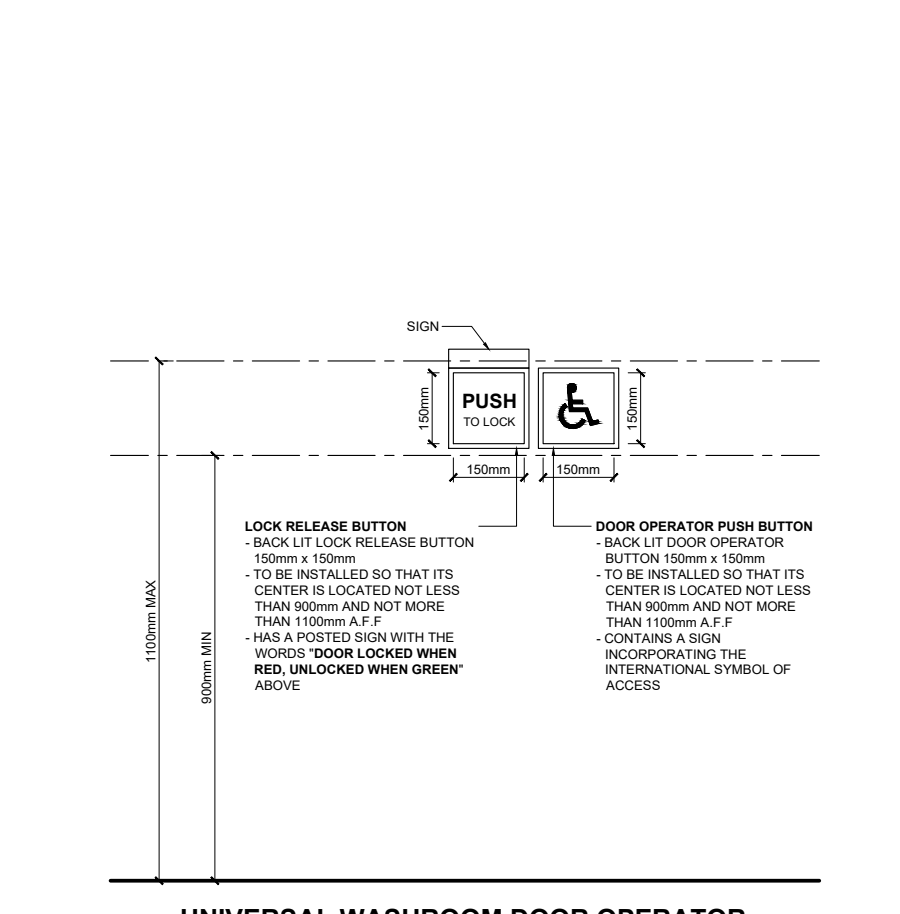 SIGN
PUSH
TO LOCK
150mm
150mm
150mm
150mm
LOCK RELEASE BUTTON
- BACK LIT LOCK RELEASE BUTTON
150mm x 150mm
- TO BE INSTALLED SO THAT ITS
CENTER IS LOCATED NOT LESS
THAN 900mm AND NOT MORE
THAN 1100mm A.F.F
- HAS A POSTED SIGN WITH THE
WORDS "DOOR LOCKED WHEN
RED, UNLOCKED WHEN GREEN"
ABOVE
DOOR OPERATOR PUSH BUTTON
- BACK LIT DOOR OPERATOR
BUTTON 150mm x 150mm
- TO BE INSTALLED SO THAT ITS
CENTER IS LOCATED NOT LESS
THAN 900mm AND NOT MORE
THAN 1100mm A.F.F
- CONTAINS A SIGN
INCORPORATING THE
INTERNATIONAL SYMBOL OF
ACCESS
1100mm MAX
900mm MIN
UNIVERSAL WASHROOM DOOR OPERATOR